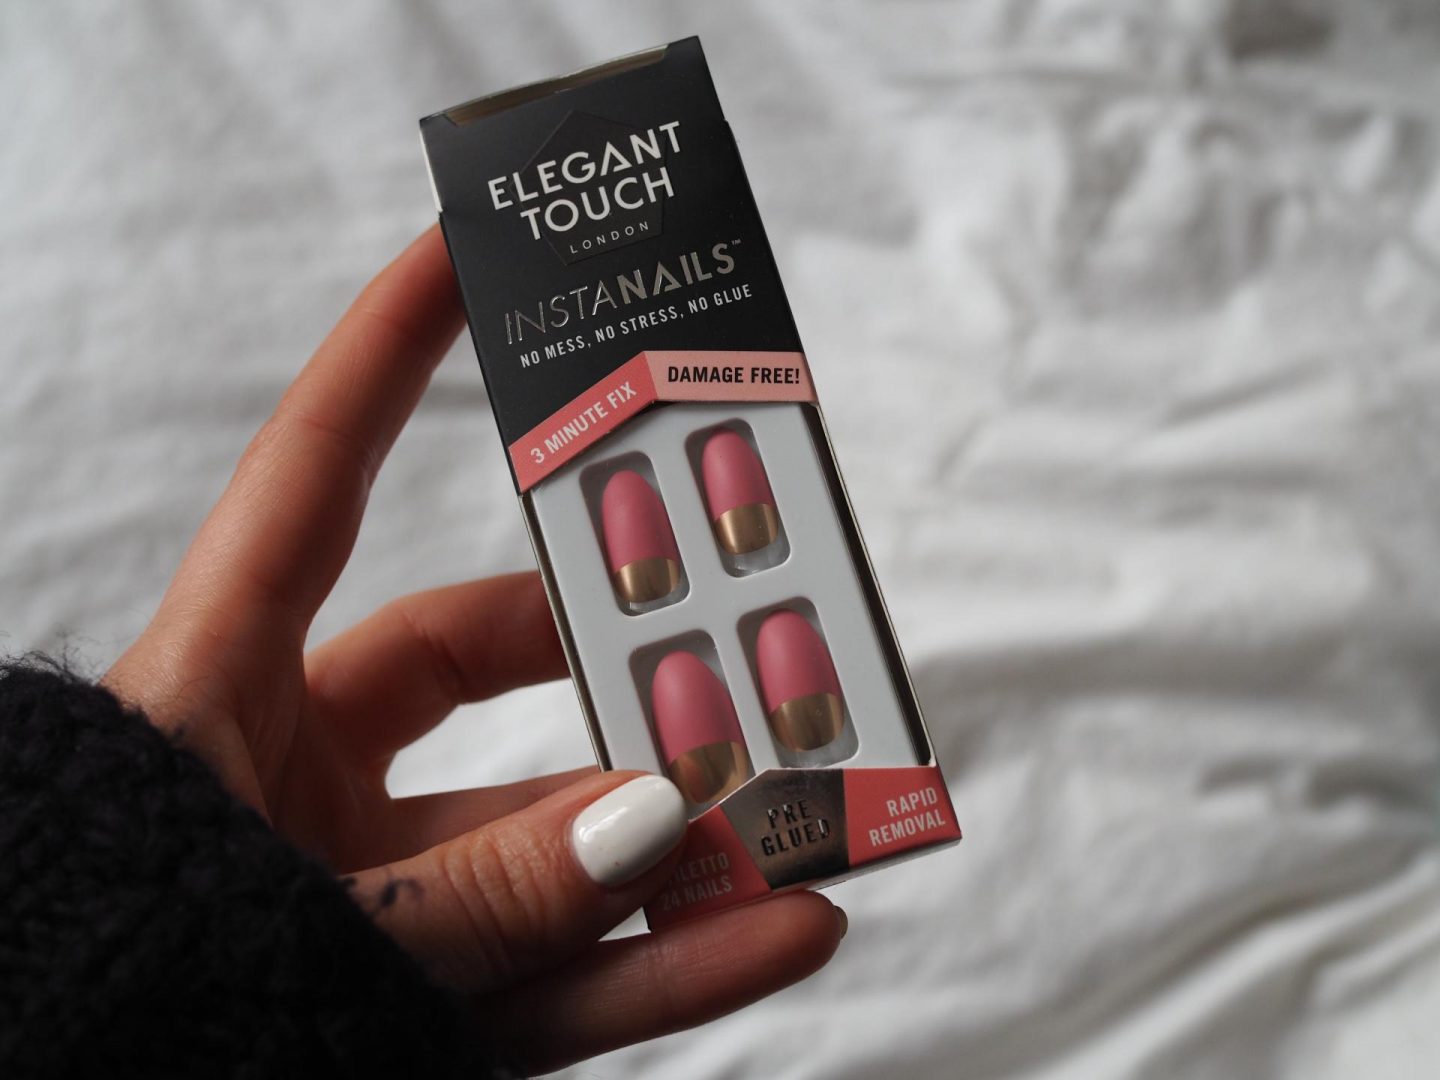 ELEGANT
TOUCH
LONDON
INSTANAILS™
NO MESS, NO STRESS, NO GLUE
3 MINUTE FIX
DAMAGE FREE!
PRE
GLUED
RAPID
REMOVAL
24 NAILS